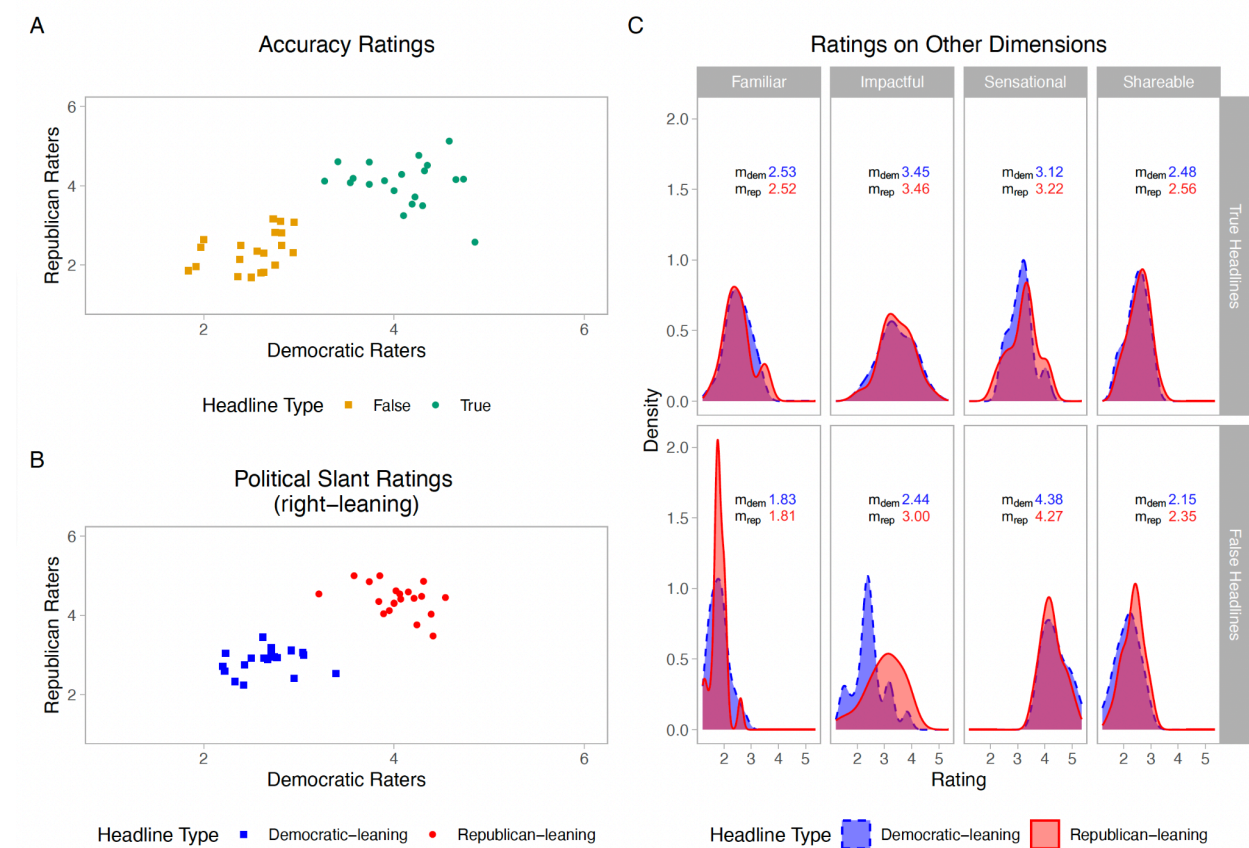 A
Accuracy Ratings
Republican Raters
6
4
2
2 4 6
Democratic Raters
Headline Type False True
B
Political Slant Ratings
(right−leaning)
Republican Raters
6
4
2
2 4 6
Democratic Raters
Headline Type Democratic−leaning Republican−leaning
C
Ratings on Other Dimensions
Familiar Impactful Sensational Shareable
Density
2.0
1.5
1.0
0.5
0.0
mdem 2.53 mdem 3.45 mdem 3.12 mdem 2.48
mrep 2.52 mrep 3.46 mrep 3.22 mrep 2.56
True Headlines
2.0
1.5
1.0
0.5
0.0
mdem 1.83 mdem 2.44 mdem 4.38 mdem 2.15
mrep 1.81 mrep 3.00 mrep 4.27 mrep 2.35
False Headlines
2 3 4 5 2 3 4 5 2 3 4 5 2 3 4 5
Rating
Headline Type Democratic−leaning Republican−leaning